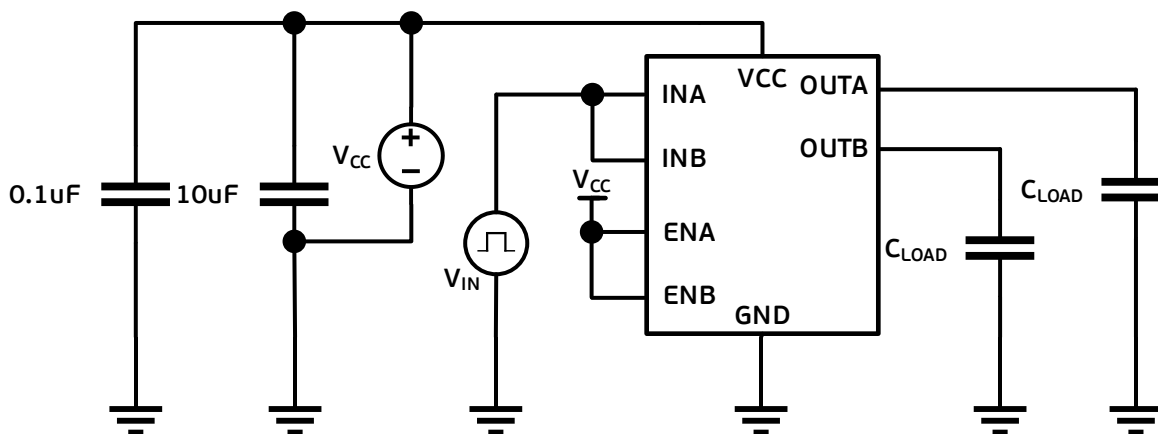 VCC
OUTA
INA
OUTB
INB
VCC
VCC
0.1uF
10uF
CLOAD
ENA
CLOAD
VIN
ENB
GND
+
−